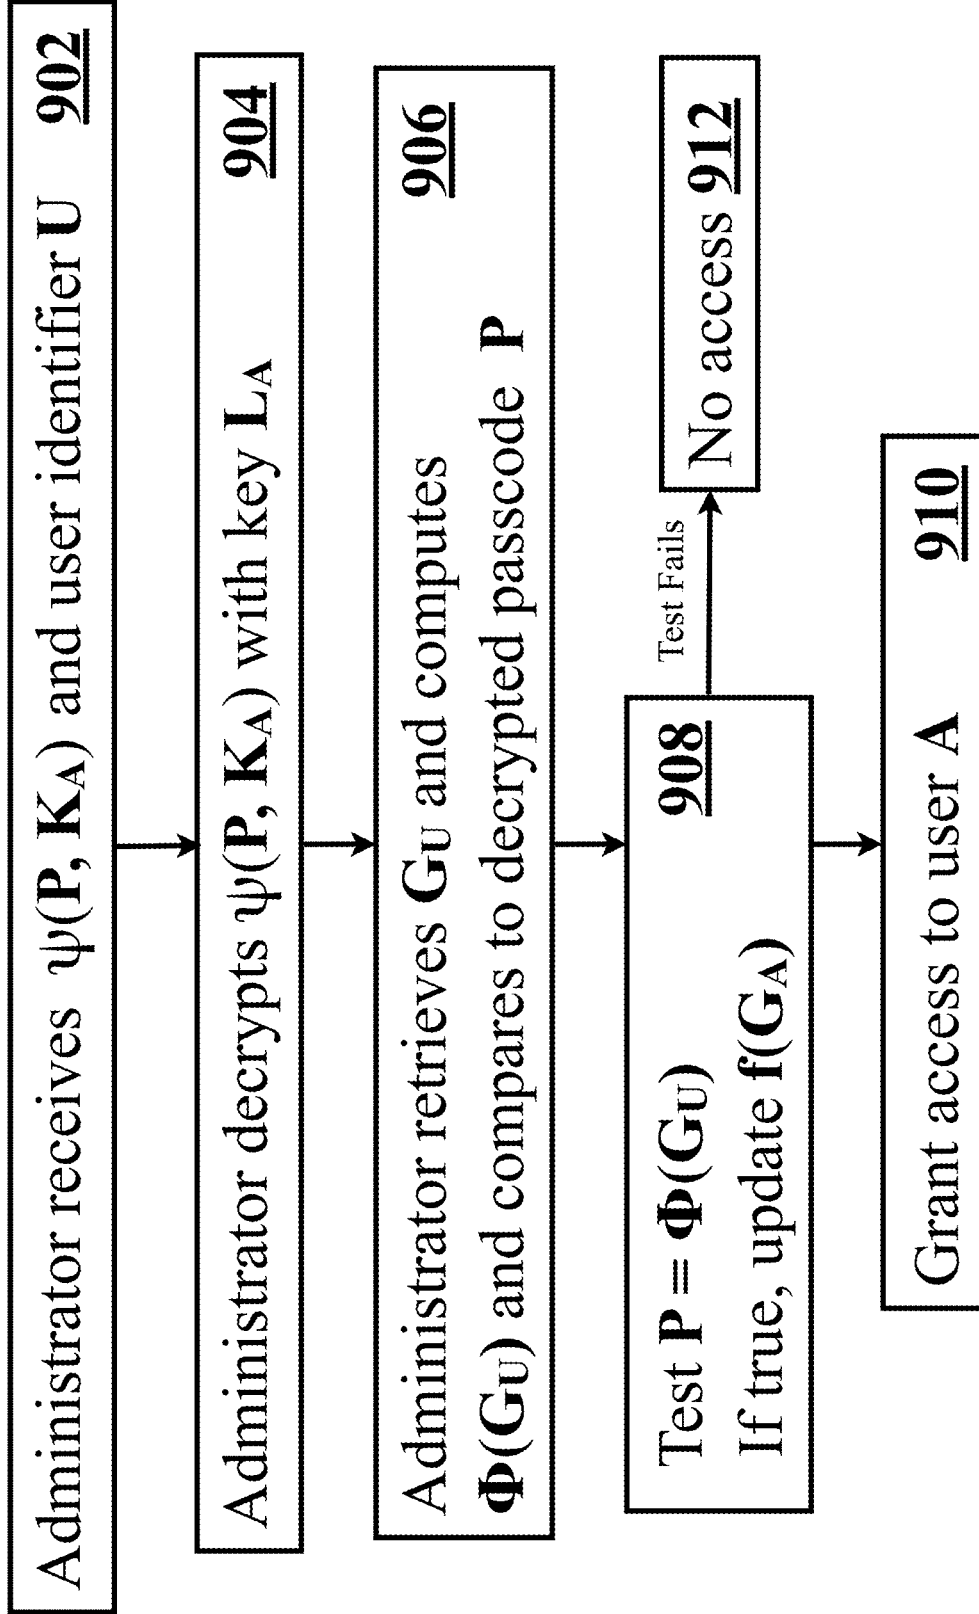 Administrator receives ψ(P, K_A) and user identifier U 902
Administrator decrypts ψ(P, K_A) with key L_A 904
Administrator retrieves G_U and computes 906
Φ(G_U) and compares to decrypted passcode P
Test P = Φ(G_U) 908
If true, update f(G_A)
Test Fails
No access 912
Grant access to user A 910